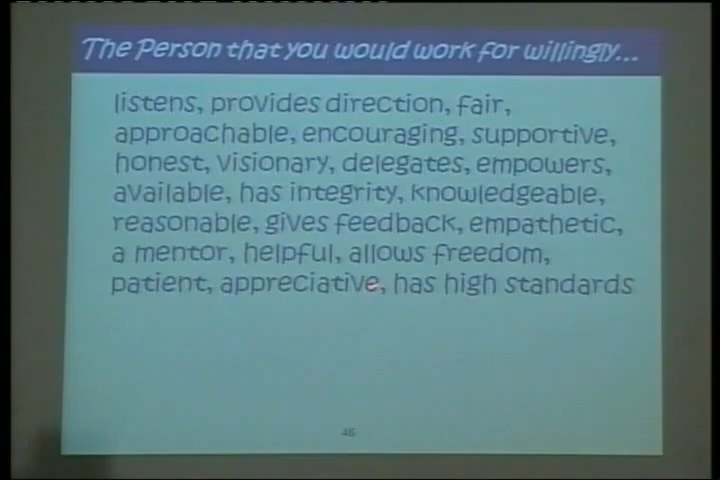 The Person that you would work for willingly...
listens, provides direction, fair,
approachable, encouraging, supportive,
honest, visionary, delegates, empowers,
available, has integrity, knowledgeable,
reasonable, gives feedback, empathetic,
a mentor, helpful, allows freedom,
patient, appreciative, has high standards
46